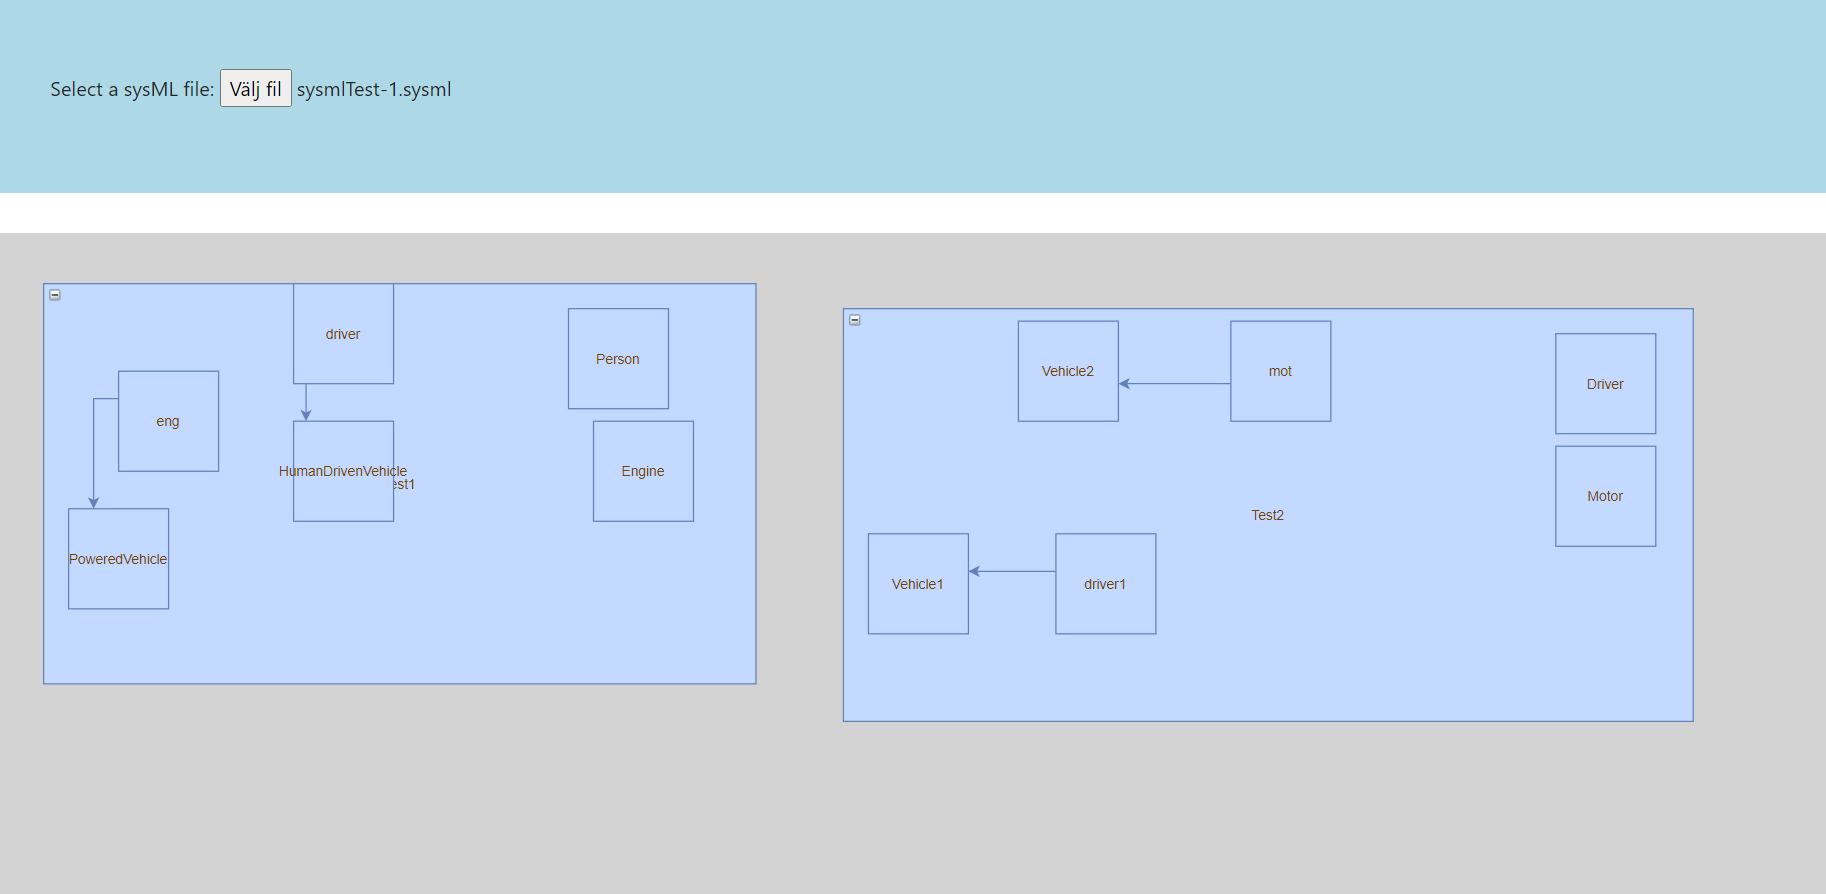 Select a sysML file: Välj fil sysmlTest-1.sysml
driver
Person
eng
HumanDrivenVehicle
est1
Engine
PoweredVehicle
Vehicle2
mot
Driver
Motor
Test2
Vehicle1
driver1